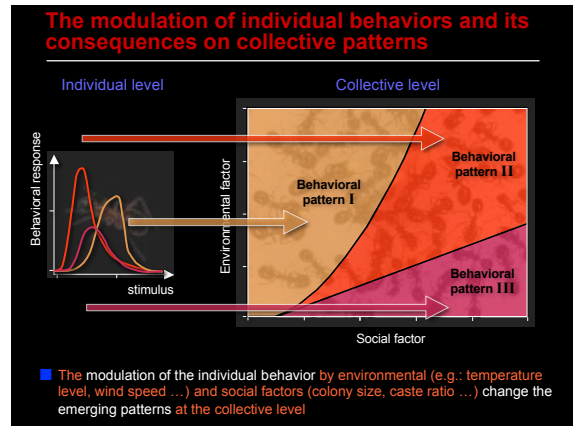 The modulation of individual behaviors and its
consequences on collective patterns
Individual level
Collective level
Behavioral response
stimulus
Environmental factor
Behavioral
pattern I
Behavioral
pattern II
Behavioral
pattern III
Social factor
The modulation of the individual behavior by environmental (e.g.: temperature
level, wind speed ...) and social factors (colony size, caste ratio ...) change the
emerging patterns at the collective level